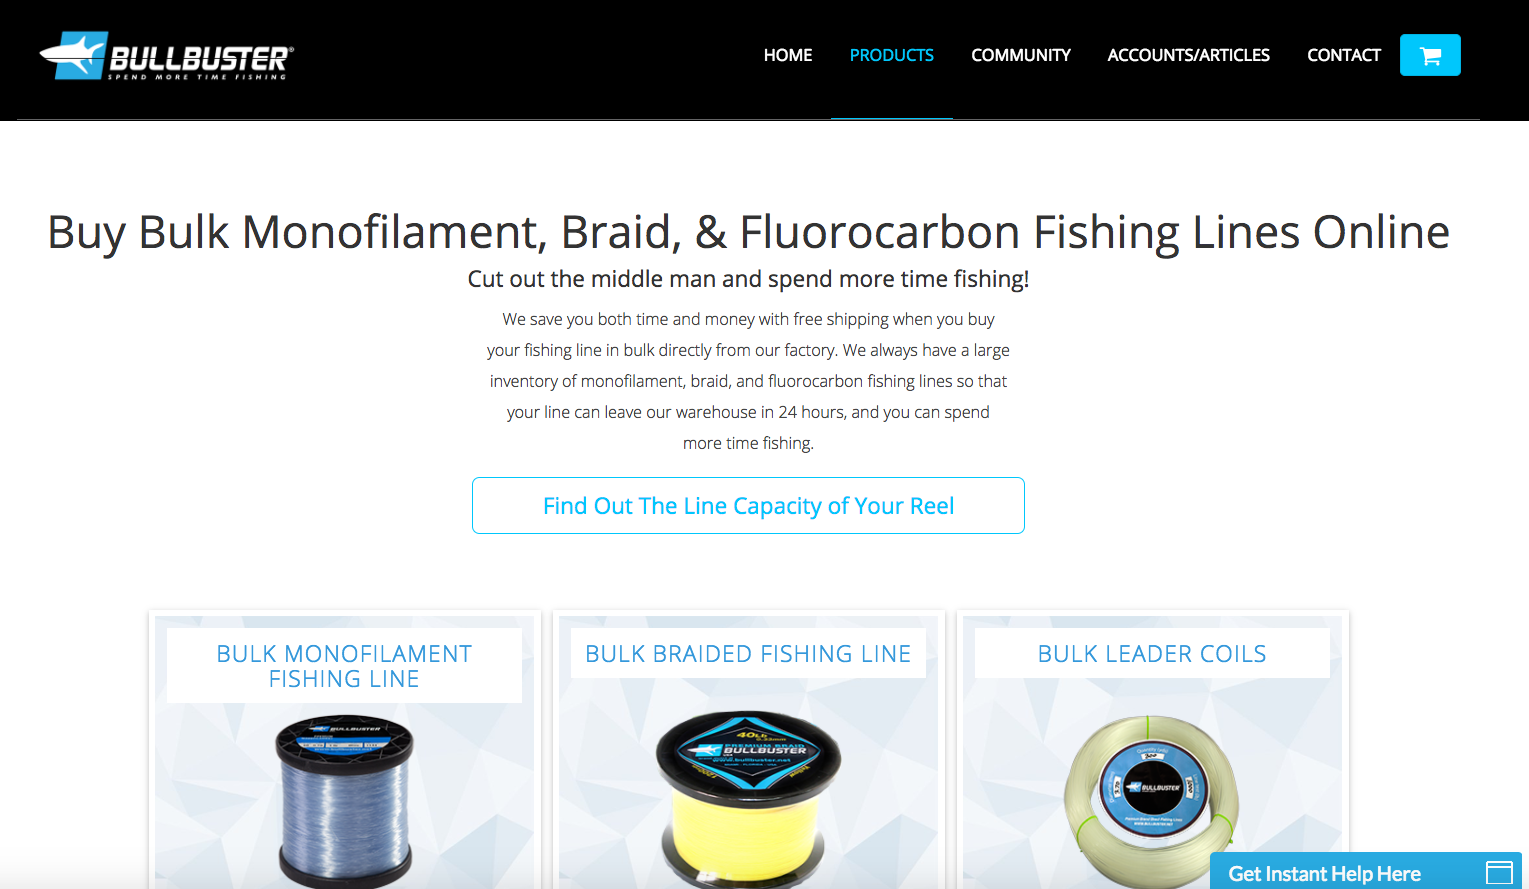 BULLBUSTER®
SPEND MORE TIME FISHING
HOME PRODUCTS COMMUNITY ACCOUNTS/ARTICLES CONTACT
Buy Bulk Monofilament, Braid, & Fluorocarbon Fishing Lines Online
Cut out the middle man and spend more time fishing!
We save you both time and money with free shipping when you buy
your fishing line in bulk directly from our factory. We always have a large
inventory of monofilament, braid, and fluorocarbon fishing lines so that
your line can leave our warehouse in 24 hours, and you can spend
more time fishing.
Find Out The Line Capacity of Your Reel
BULK MONOFILAMENT
FISHING LINE
BULLBUSTER
BULK BRAIDED FISHING LINE
40Lb
0.32mm
PREMIUM BRAID
BULLBUSTER
www.bullbuster.net
BULK LEADER COILS
BULLBUSTER
Get Instant Help Here